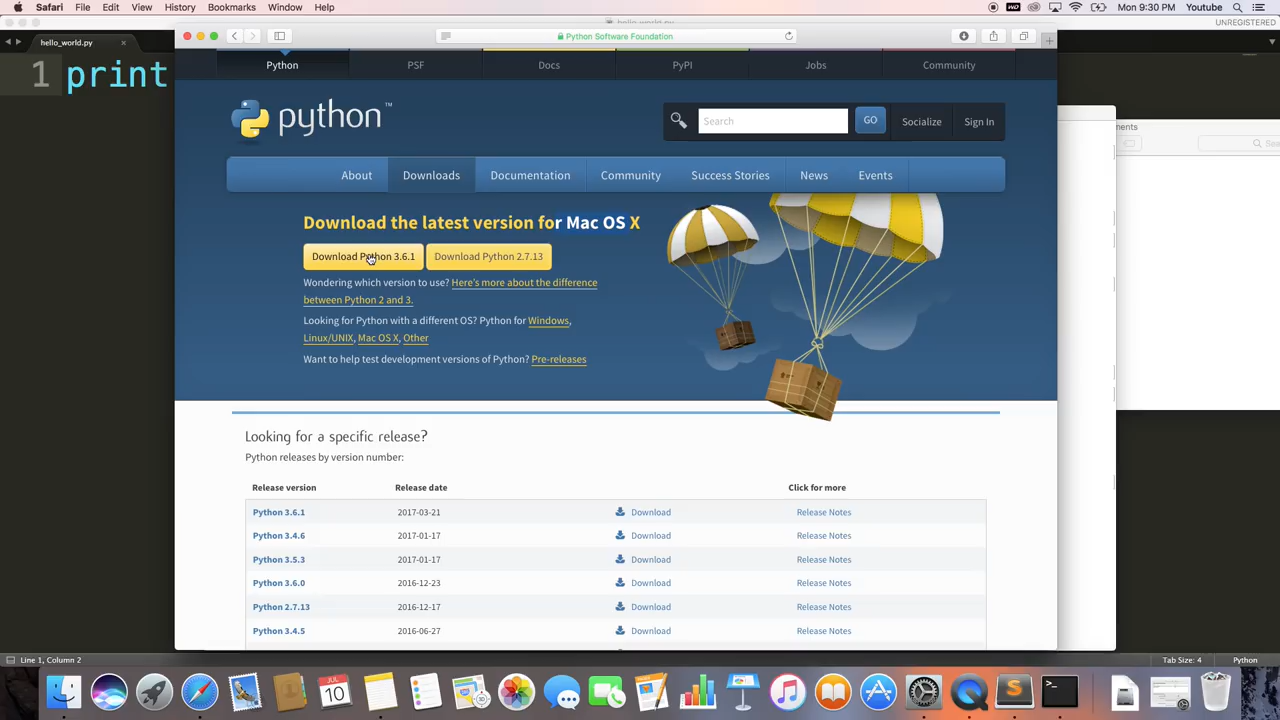 Safari File Edit View History Bookmarks Window Help Mon 9:30 PM Youtube
hello_world.py
UNREGISTERED
hello_world.py
Python Software Foundation
1 print
Python PSF Docs PyPI Jobs Community
python™
Search GO Socialize Sign In
About Downloads Documentation Community Success Stories News Events
Download the latest version for Mac OS X
Download Python 3.6.1 Download Python 2.7.13
Wondering which version to use? Here's more about the difference
between Python 2 and 3.
Looking for Python with a different OS? Python for Windows,
Linux/UNIX, Mac OS X, Other
Want to help test development versions of Python? Pre-releases
Looking for a specific release?
Python releases by version number:
Release version Release date Click for more
Python 3.6.1 2017-03-21 Download Release Notes
Python 3.4.6 2017-01-17 Download Release Notes
Python 3.5.3 2017-01-17 Download Release Notes
Python 3.6.0 2016-12-23 Download Release Notes
Python 2.7.13 2016-12-17 Download Release Notes
Python 3.4.5 2016-06-27 Download Release Notes
Line 1, Column 2 Tab Size: 4 Python
JUL
10